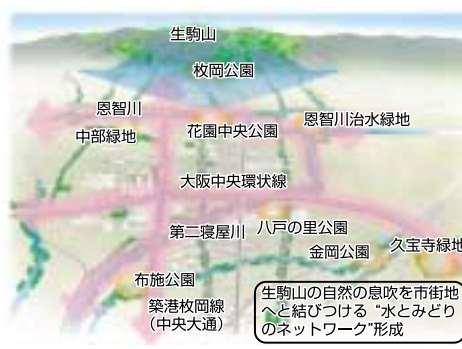 生駒山
枚岡公園
恩智川
恩智川治水緑地
中部緑地
花園中央公園
大阪中央環状線
第二寝屋川
八戸の里公園
久宝寺緑地
金岡公園
布施公園
築港枚岡線
（中央大通）
生駒山の自然の息吹を市街地
へと結びつける “水とみどり
のネットワーク”形成